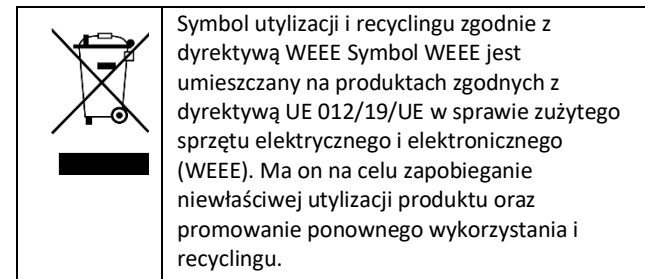 Symbol utylizacji i recyclingu zgodnie z
dyrektywą WEEE Symbol WEEE jest
umieszczany na produktach zgodnych z
dyrektywą UE 012/19/UE w sprawie zużytego
sprzętu elektrycznego i elektronicznego
(WEEE). Ma on na celu zapobieganie
niewłaściwej utylizacji produktu oraz
promowanie ponownego wykorzystania i
recyclingu.